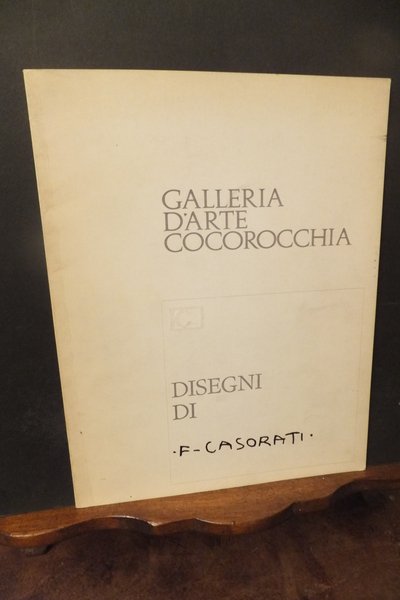 GALLERIA
D'ARTE
COCOROCCHIA
DISEGNI
DI
·F-CASORATI·